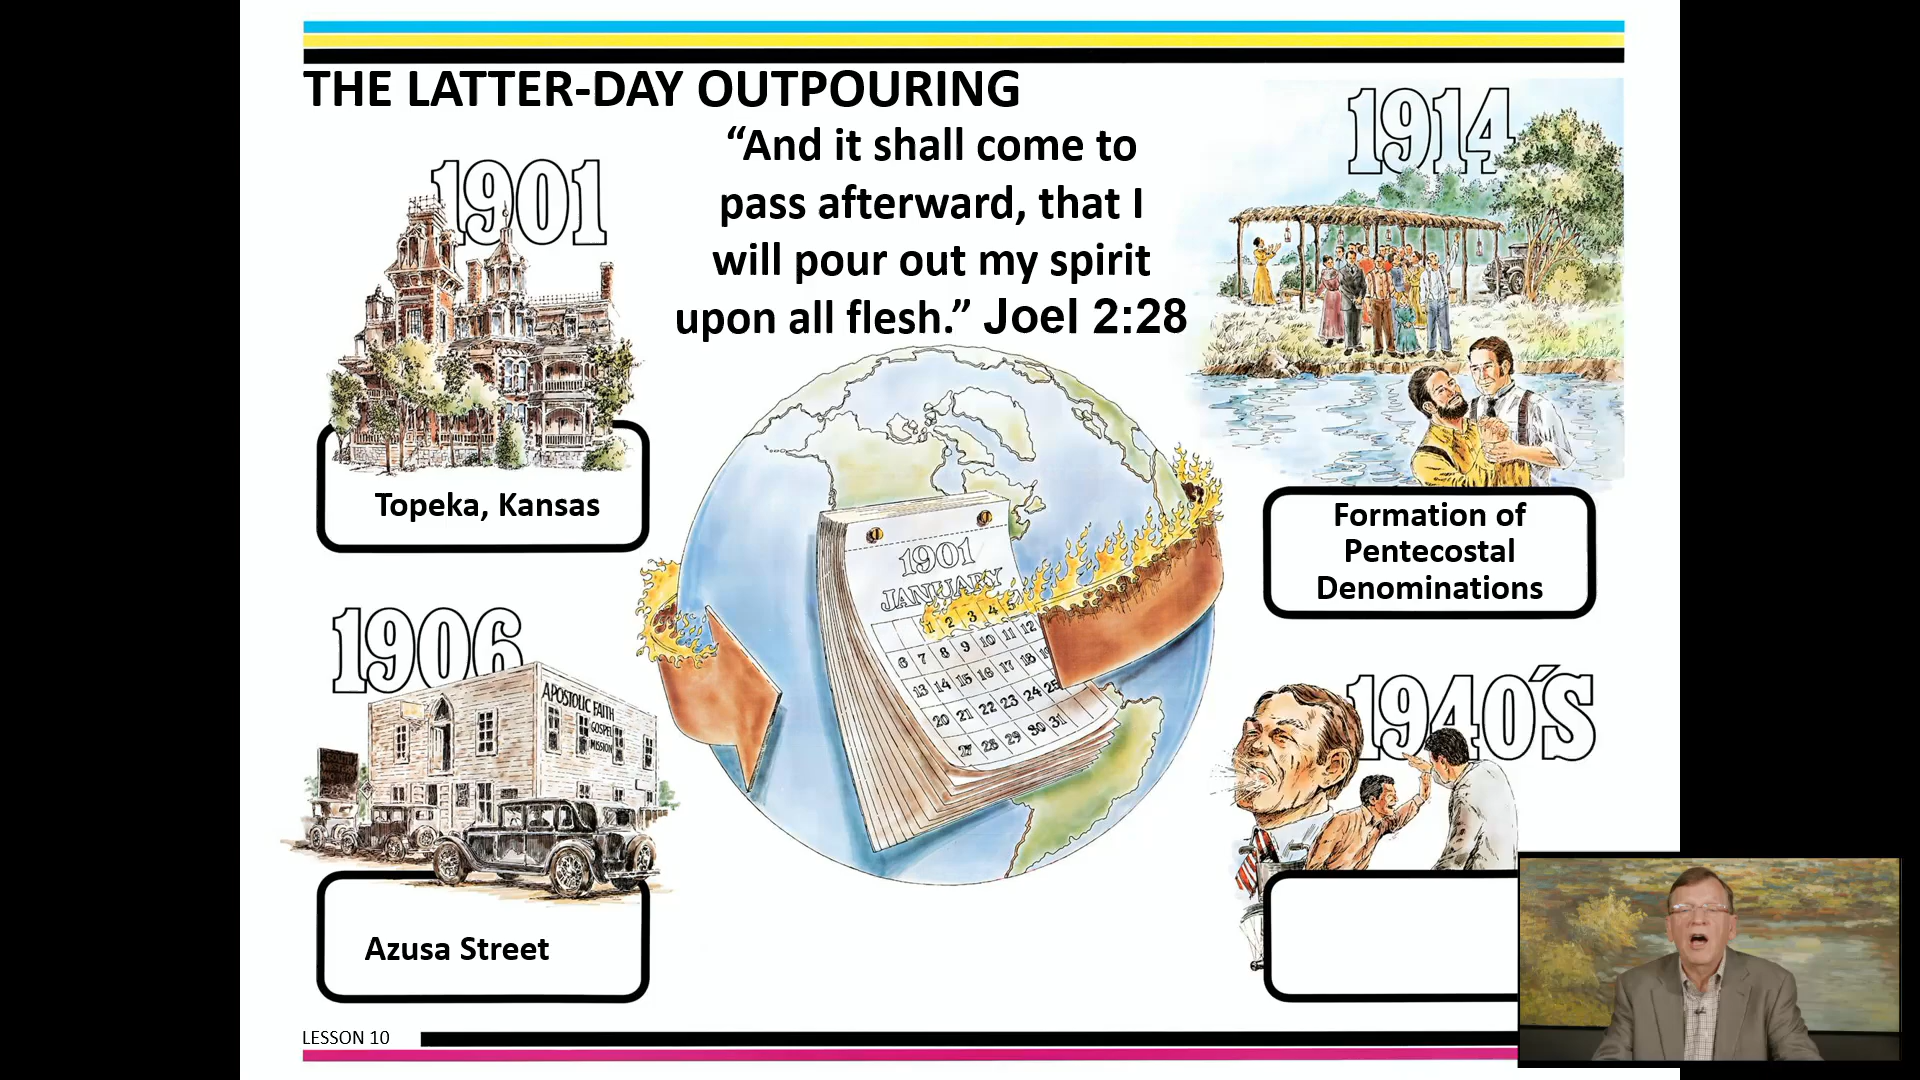 THE LATTER-DAY OUTPOURING
“And it shall come to
pass afterward, that I
will pour out my spirit
upon all flesh.” Joel 2:28
1901
Topeka, Kansas
1914
Formation of
Pentecostal
Denominations
1901
JANUARY
1 2 3 4 5
6 7 8 9 10 11 12
13 14 15 16 17 18 19
20 21 22 23 24 25
27 28 29 30 31
1906
APOSTOLIC FAITH
GOSPEL
MISSION
Azusa Street
1940'S
LESSON 10